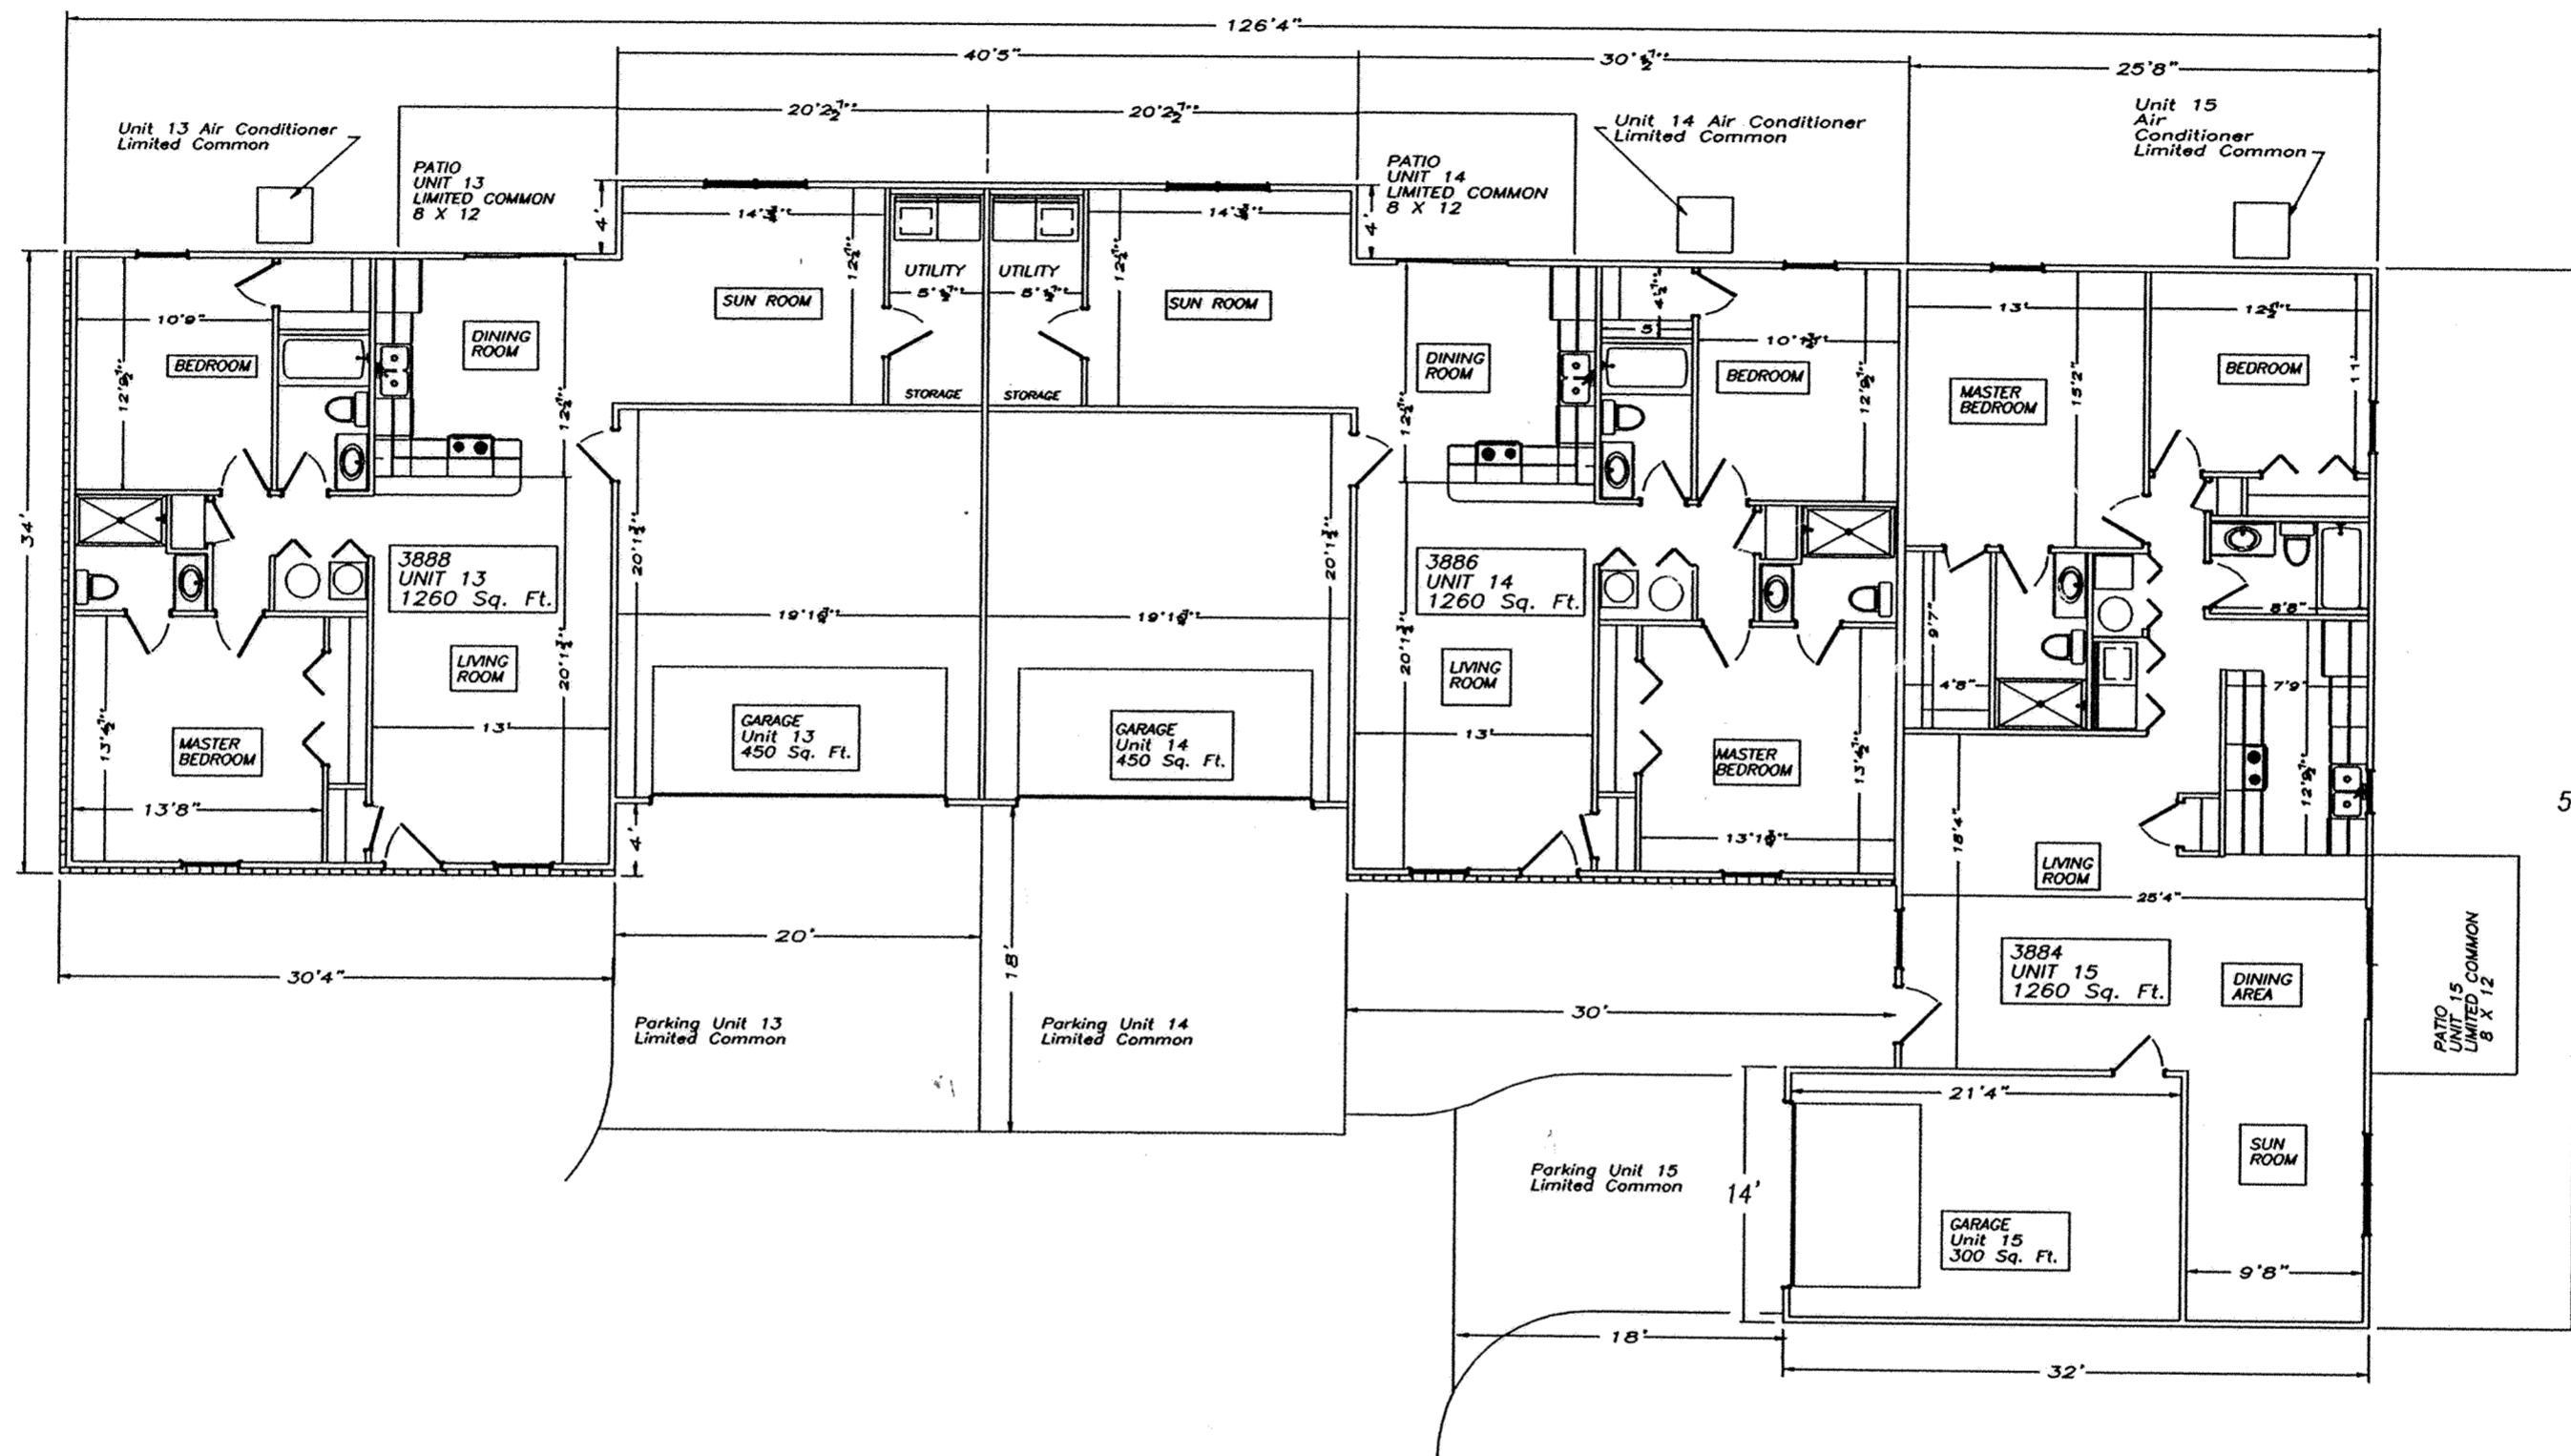 126'4"
40'5"
25'8"
Unit 13 Air Conditioner
Limited Common
PATIO
UNIT 13
LIMITED COMMON
8 X 12
PATIO
UNIT 14
LIMITED COMMON
8 X 12
Unit 14 Air Conditioner
Limited Common
Unit 15
Air
Conditioner
Limited Common
4'
4'
UTILITY
UTILITY
SUN ROOM
SUN ROOM
STORAGE
STORAGE
10'9"
BEDROOM
DINING
ROOM
DINING
ROOM
5'
BEDROOM
13'
MASTER
BEDROOM
15'2"
BEDROOM
11'
34'
3888
UNIT 13
1260 Sq. Ft.
3886
UNIT 14
1260 Sq. Ft.
LIVING
ROOM
LIVING
ROOM
13'
13'
MASTER
BEDROOM
13'8"
GARAGE
Unit 13
450 Sq. Ft.
GARAGE
Unit 14
450 Sq. Ft.
MASTER
BEDROOM
9'7"
4'8"
8'8"
7'9"
18'4"
LIVING
ROOM
25'4"
4'
20'
18'
30'4"
30'
Parking Unit 13
Limited Common
Parking Unit 14
Limited Common
3884
UNIT 15
1260 Sq. Ft.
DINING
AREA
PATIO
UNIT 15
LIMITED COMMON
8 X 12
5
21'4"
SUN
ROOM
Parking Unit 15
Limited Common
14'
GARAGE
Unit 15
300 Sq. Ft.
9'8"
18'
32'